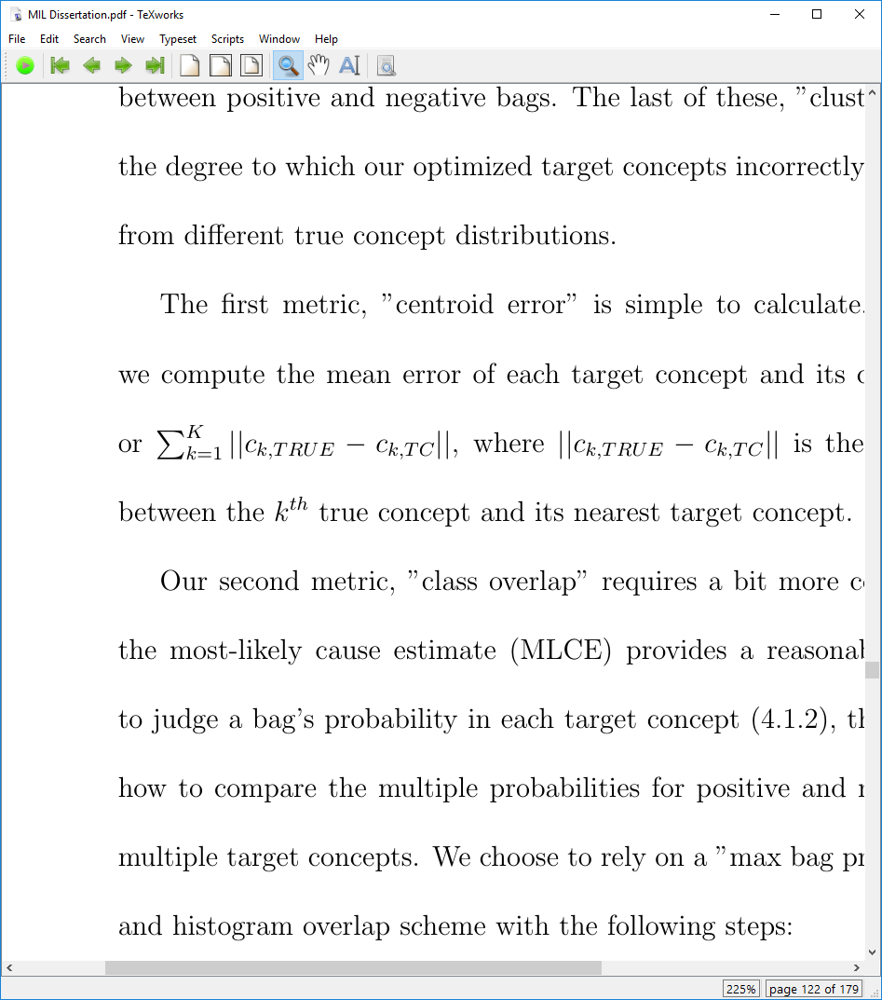 MIL Dissertation.pdf - TeXworks
File Edit Search View Typeset Scripts Window Help
between positive and negative bags. The last of these, ”clust
the degree to which our optimized target concepts incorrectly
from different true concept distributions.
The first metric, ”centroid error” is simple to calculate.
we compute the mean error of each target concept and its
or ∑_{k=1}^{K} ||c_{k,TRUE} − c_{k,TC}||, where ||c_{k,TRUE} − c_{k,TC}|| is the
between the k^{th} true concept and its nearest target concept.
Our second metric, ”class overlap” requires a bit more
the most-likely cause estimate (MLCE) provides a reasona
to judge a bag’s probability in each target concept (4.1.2),
how to compare the multiple probabilities for positive and
multiple target concepts. We choose to rely on a ”max bag
and histogram overlap scheme with the following steps:
225% page 122 of 179